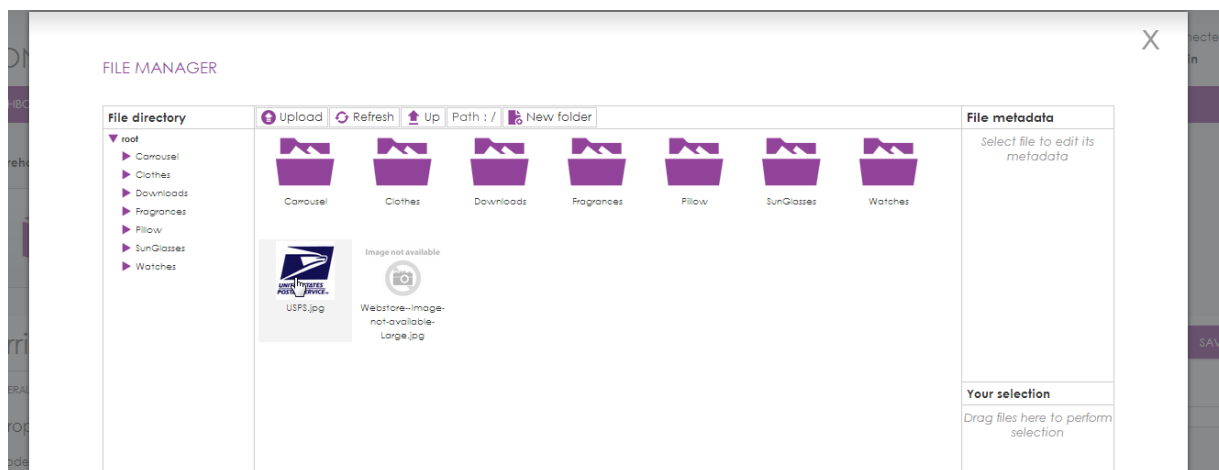 X
FILE MANAGER
File directory
Upload
Refresh
Up
Path : /
New folder
File metadata
root
Carrousel
Clothes
Downloads
Fragrances
Pillow
SunGlasses
Watches
Carrousel
Clothes
Downloads
Fragrances
Pillow
SunGlasses
Watches
Select file to edit its
metadata
UNITED STATES
POSTAL SERVICE
USPS.jpg
Image not available
Webstore--Image-
not-available-
Large.jpg
Your selection
Drag files here to perform
selection